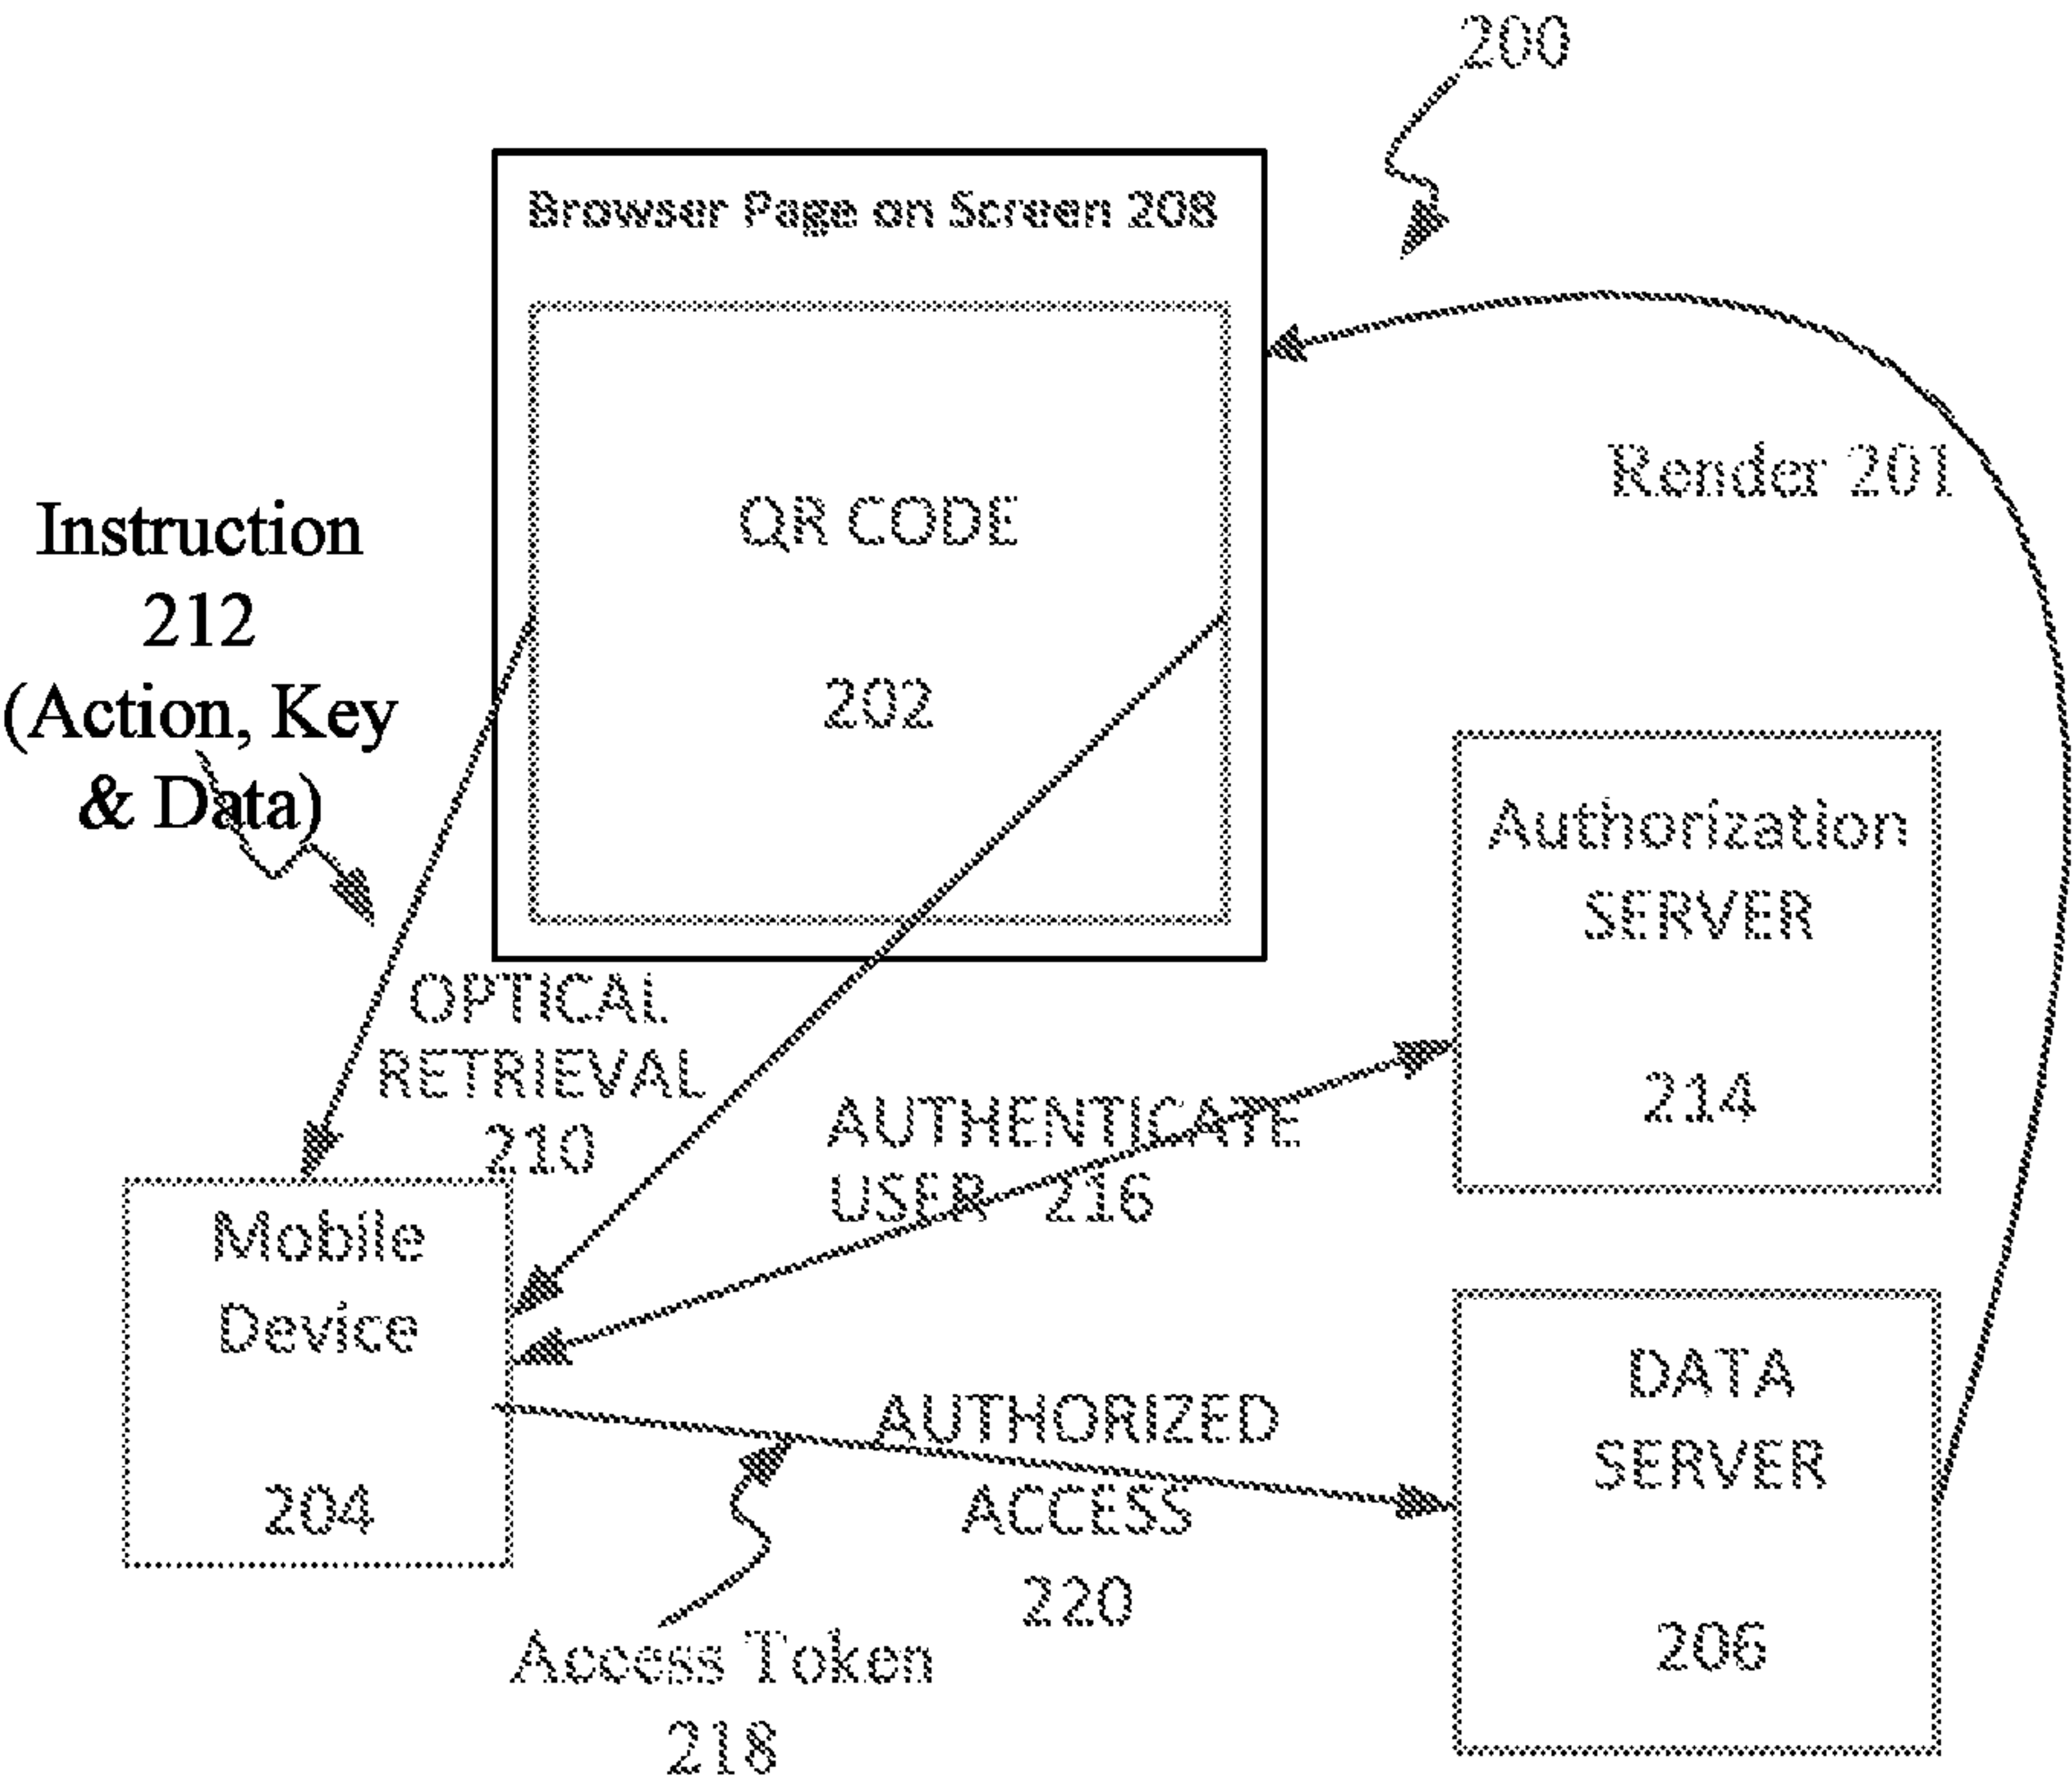 200
Browser Page on Screen 208
QR CODE
202
Render 201
Instruction
212
(Action, Key
& Data)
OPTICAL
RETRIEVAL
210
Authorization
SERVER
214
AUTHENTICATE
USER 216
Mobile
Device
204
AUTHORIZED
ACCESS
220
DATA
SERVER
206
Access Token
218